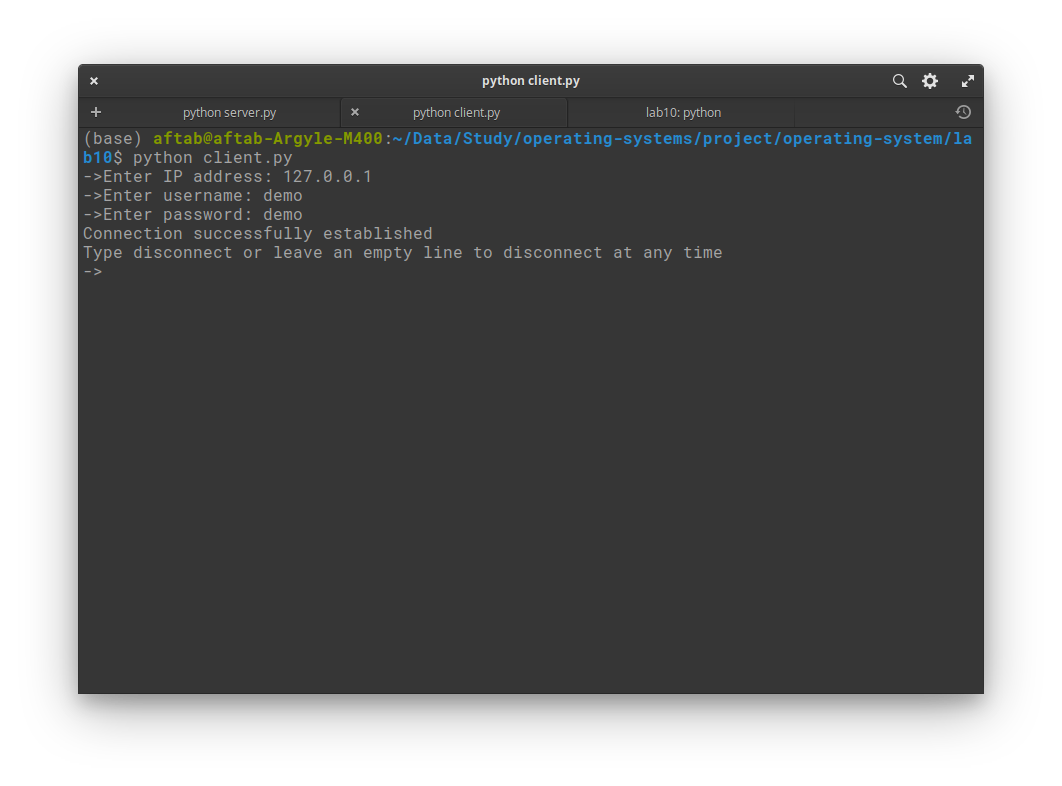 python client.py
python server.py
python client.py
lab10: python
(base) aftab@aftab-Argyle-M400:~/Data/Study/operating-systems/project/operating-system/la
b10$ python client.py
->Enter IP address: 127.0.0.1
->Enter username: demo
->Enter password: demo
Connection successfully established
Type disconnect or leave an empty line to disconnect at any time
->